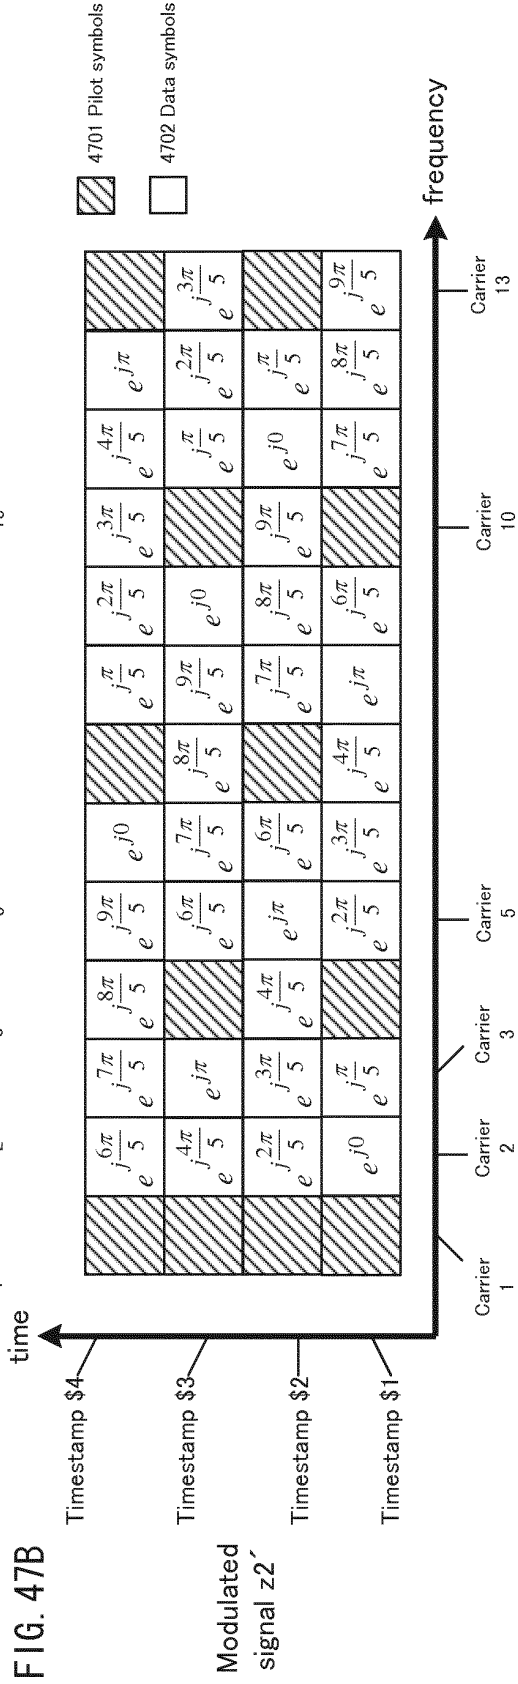 FIG. 47B
4701 Pilot symbols
4702 Data symbols
Modulated
signal z2′
time
Timestamp $4
e^{j6π/5} e^{j7π/5} e^{j8π/5} e^{j9π/5} e^{j0} e^{jπ/5} e^{j2π/5} e^{j3π/5} e^{j4π/5} e^{jπ}
Timestamp $3
e^{j4π/5} e^{jπ} e^{j6π/5} e^{j7π/5} e^{j8π/5} e^{j9π/5} e^{j0} e^{jπ/5} e^{j2π/5} e^{j3π/5}
Timestamp $2
e^{j2π/5} e^{j3π/5} e^{j4π/5} e^{jπ} e^{j6π/5} e^{j7π/5} e^{j8π/5} e^{j9π/5} e^{j0} e^{jπ/5}
Timestamp $1
e^{j0} e^{jπ/5} e^{j2π/5} e^{j3π/5} e^{j4π/5} e^{jπ} e^{j6π/5} e^{j7π/5} e^{j8π/5} e^{j9π/5}
frequency
Carrier
1
Carrier
2
Carrier
3
Carrier
5
Carrier
10
Carrier
13